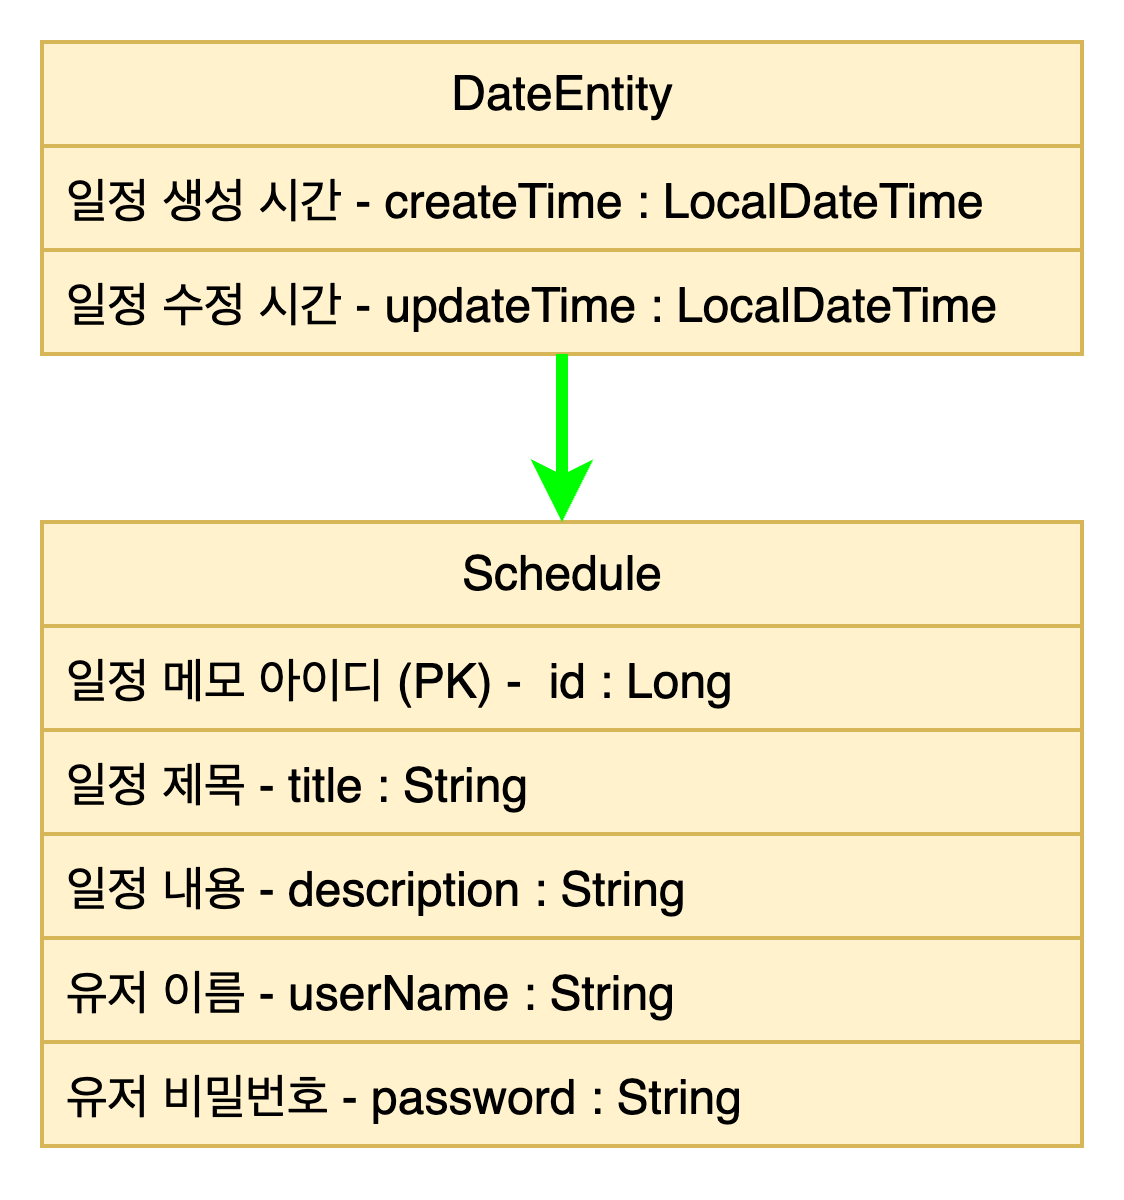 DateEntity
일정 생성 시간 - createTime : LocalDateTime
일정 수정 시간 - updateTime : LocalDateTime
Schedule
일정 메모 아이디 (PK) -  id : Long
일정 제목 - title : String
일정 내용 - description : String
유저 이름 - userName : String
유저 비밀번호 - password : String